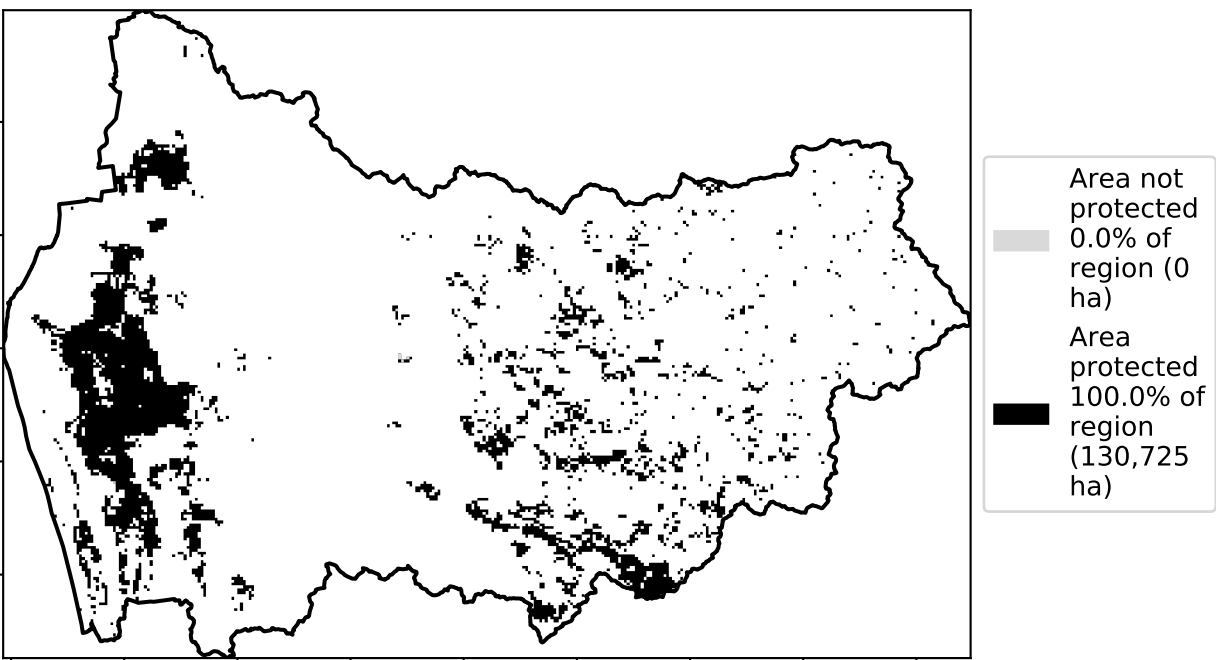 Area not
protected
0.0% of
region (0
ha)
Area
protected
100.0% of
region
(130,725
ha)